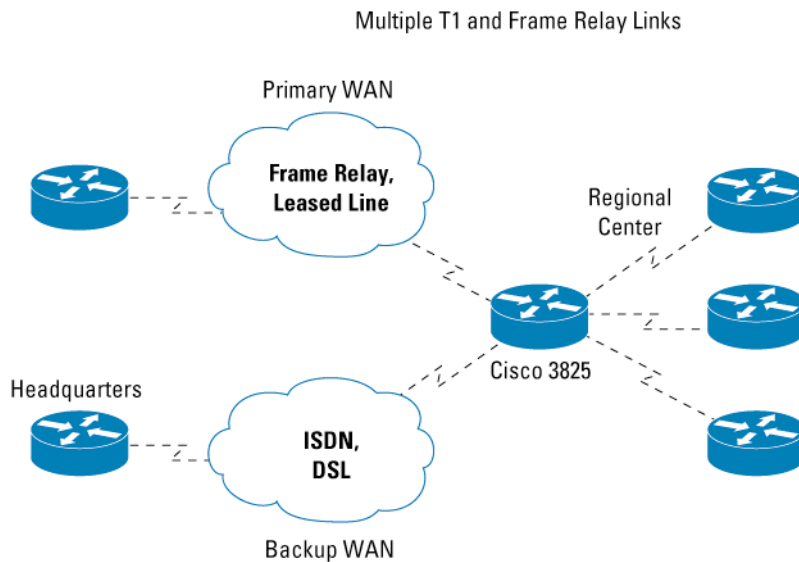 Multiple T1 and Frame Relay Links
Primary WAN
Frame Relay,
Leased Line
Regional
Center
Cisco 3825
Headquarters
ISDN,
DSL
Backup WAN